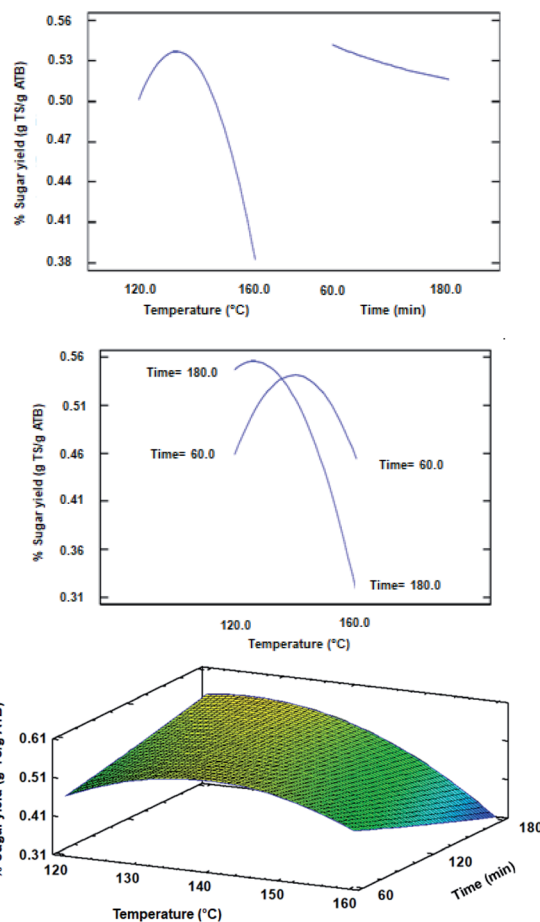 0.56
0.53
0.50
0.47
0.44
0.41
0.38
% Sugar yield (g TS/g ATB)
120.0 160.0 60.0 180.0
Temperature (°C) Time (min)
0.56
0.51
0.46
0.41
0.36
0.31
% Sugar yield (g TS/g ATB)
Time= 180.0
Time= 60.0
Time= 60.0
Time= 180.0
120.0 160.0
Temperature (°C)
0.61
0.51
0.41
0.31
120 130 140 150 160
Temperature (°C)
60 120 180
Time (min)